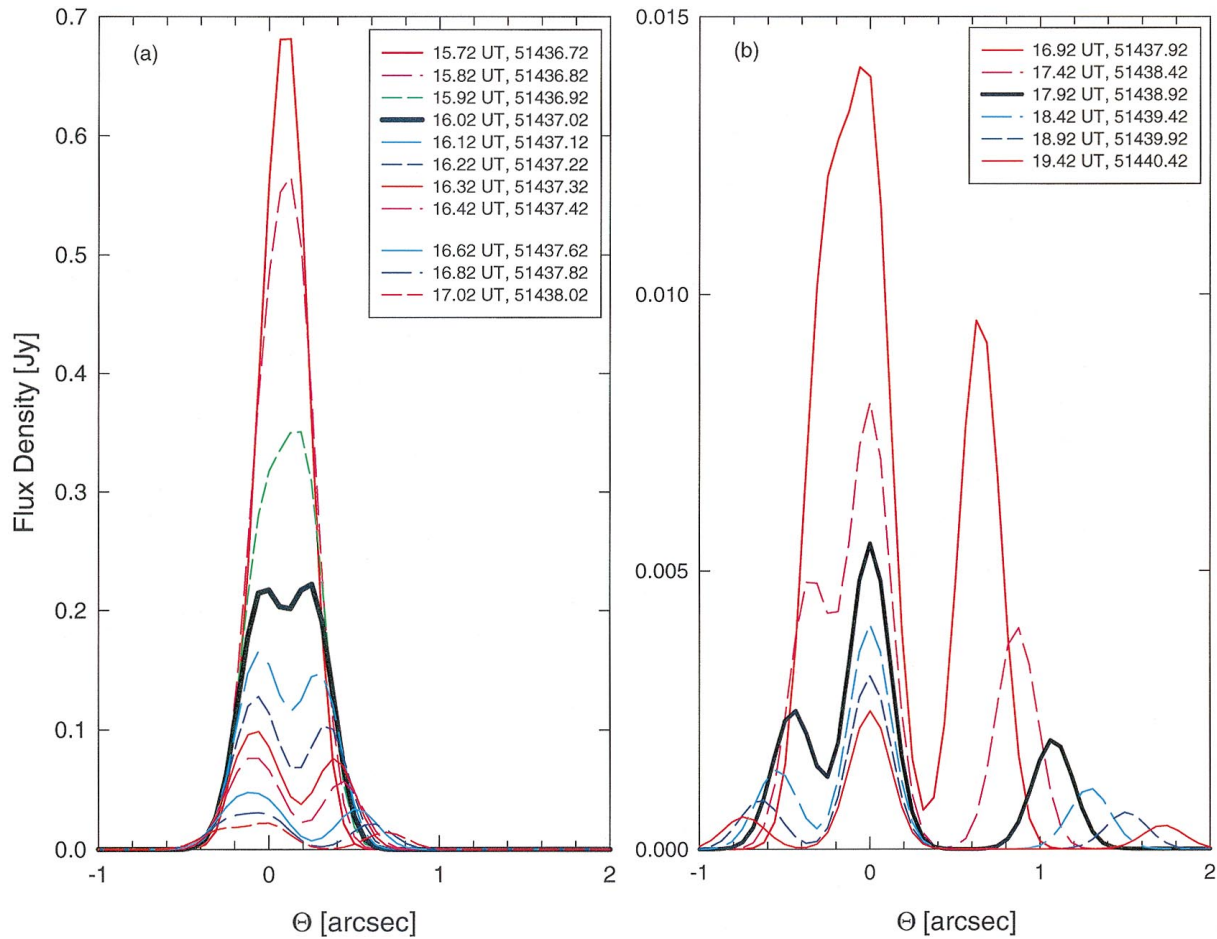 (a)
15.72 UT, 51436.72
15.82 UT, 51436.82
15.92 UT, 51436.92
16.02 UT, 51437.02
16.12 UT, 51437.12
16.22 UT, 51437.22
16.32 UT, 51437.32
16.42 UT, 51437.42
16.62 UT, 51437.62
16.82 UT, 51437.82
17.02 UT, 51438.02
0.7
0.6
0.5
0.4
0.3
0.2
0.1
0.0
Flux Density [Jy]
-1
0
1
2
Θ [arcsec]
(b)
16.92 UT, 51437.92
17.42 UT, 51438.42
17.92 UT, 51438.92
18.42 UT, 51439.42
18.92 UT, 51439.92
19.42 UT, 51440.42
0.015
0.010
0.005
0.000
-1
0
1
2
Θ [arcsec]